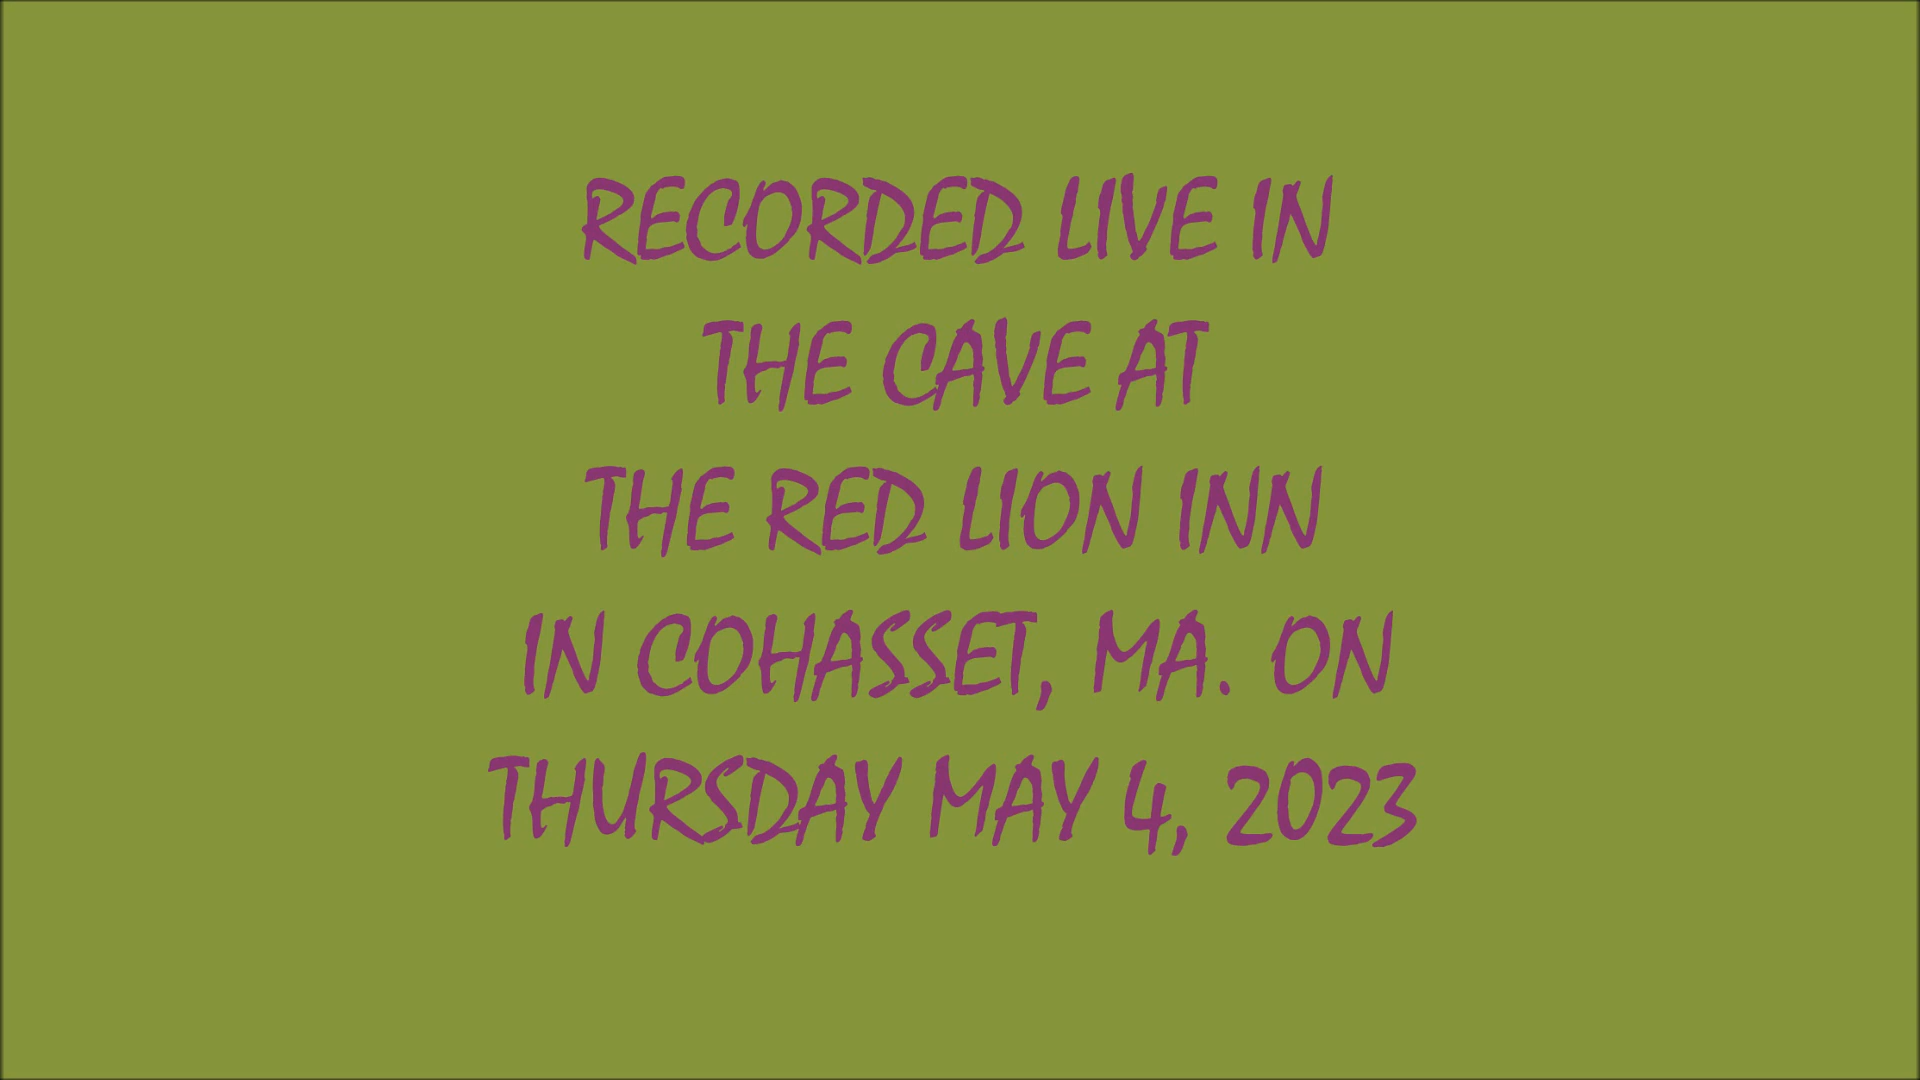 RECORDED LIVE IN
THE CAVE AT
THE RED LION INN
IN COHASSET, MA. ON
THURSDAY MAY 4, 2023